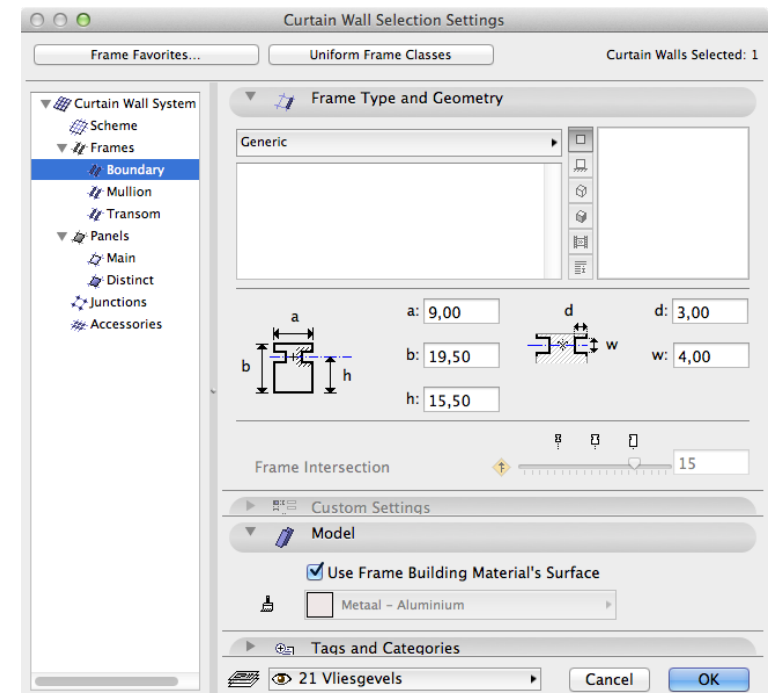 Curtain Wall Selection Settings
Frame Favorites...
Uniform Frame Classes
Curtain Walls Selected: 1
Curtain Wall System
Scheme
Frames
Boundary
Mullion
Transom
Panels
Main
Distinct
Junctions
Accessories
Frame Type and Geometry
Generic
a
b
h
a: 9,00
b: 19,50
h: 15,50
d
w
d: 3,00
w: 4,00
Frame Intersection
15
Custom Settings
Model
Use Frame Building Material's Surface
Metaal - Aluminium
Tags and Categories
21 Vliesgevels
Cancel
OK